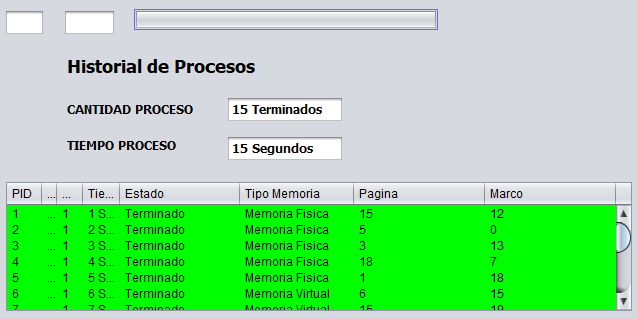 Historial de Procesos
CANTIDAD PROCESO 15 Terminados
TIEMPO PROCESO 15 Segundos
PID ... ... Tie... Estado Tipo Memoria Pagina Marco
1 ... 1 1 S... Terminado Memoria Fisica 15 12
2 ... 1 2 S... Terminado Memoria Fisica 5 0
3 ... 1 3 S... Terminado Memoria Fisica 3 13
4 ... 1 4 S... Terminado Memoria Fisica 18 7
5 ... 1 5 S... Terminado Memoria Fisica 1 18
6 ... 1 6 S... Terminado Memoria Virtual 6 15
7 ... 1 7 S... Terminado Memoria Virtual 15 19